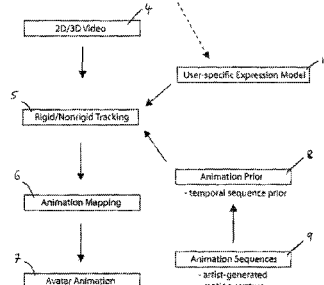 4
2D/3D Video
User-specific Expression Model
5
Rigid/Nonrigid Tracking
8
Animation Prior
- temporal sequence prior
6
Animation Mapping
9
Animation Sequences
- artist-generated
7
Avatar Animation